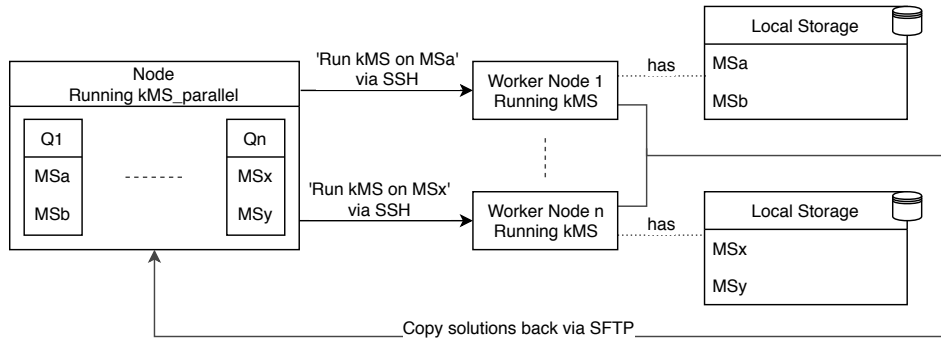 Node
Running kMS_parallel
Q1
MSa
MSb
Qn
MSx
MSy
'Run kMS on MSa'
via SSH
'Run kMS on MSx'
via SSH
Worker Node 1
Running kMS
Worker Node n
Running kMS
has
has
Local Storage
MSa
MSb
Local Storage
MSx
MSy
Copy solutions back via SFTP